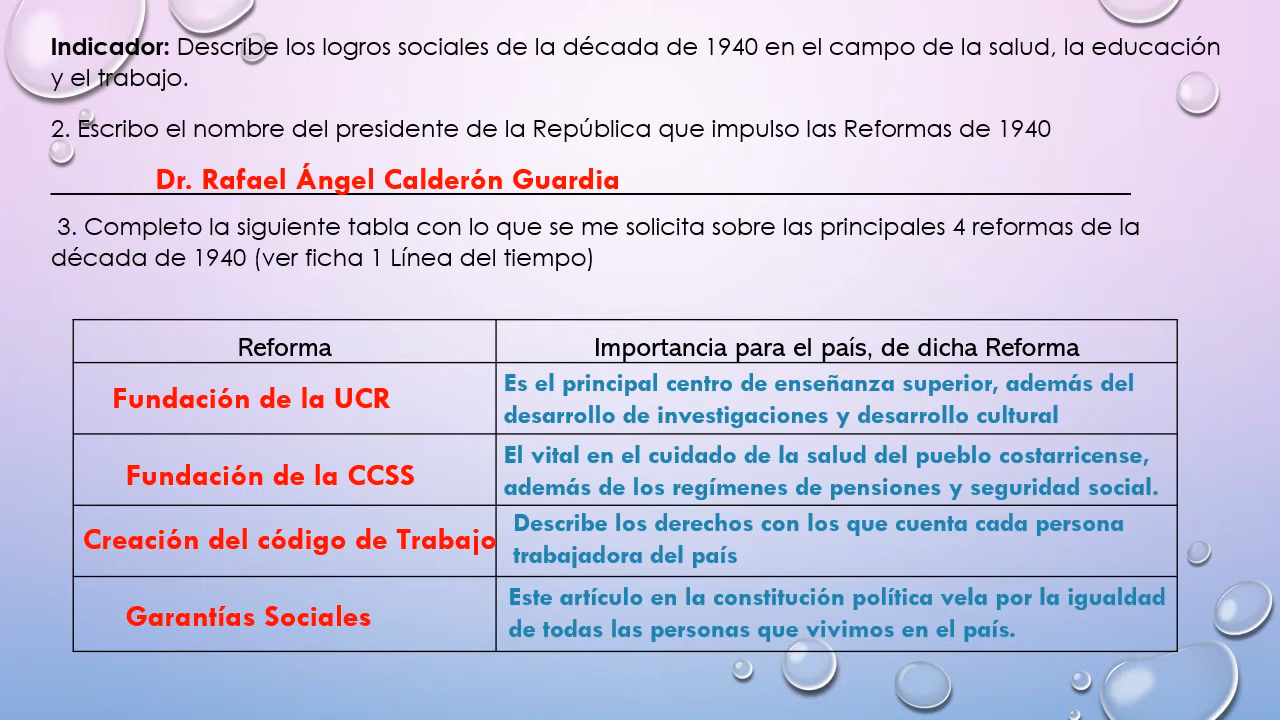 Indicador: Describe los logros sociales de la década de 1940 en el campo de la salud, la educación
y el trabajo.
2. Escribo el nombre del presidente de la República que impulso las Reformas de 1940
Dr. Rafael Ángel Calderón Guardia
3. Completo la siguiente tabla con lo que se me solicita sobre las principales 4 reformas de la
década de 1940 (ver ficha 1 Línea del tiempo)
Reforma
Importancia para el país, de dicha Reforma
Fundación de la UCR
Es el principal centro de enseñanza superior, además del
desarrollo de investigaciones y desarrollo cultural
Fundación de la CCSS
El vital en el cuidado de la salud del pueblo costarricense,
además de los regímenes de pensiones y seguridad social.
Creación del código de Trabajo
Describe los derechos con los que cuenta cada persona
trabajadora del país
Garantías Sociales
Este artículo en la constitución política vela por la igualdad
de todas las personas que vivimos en el país.